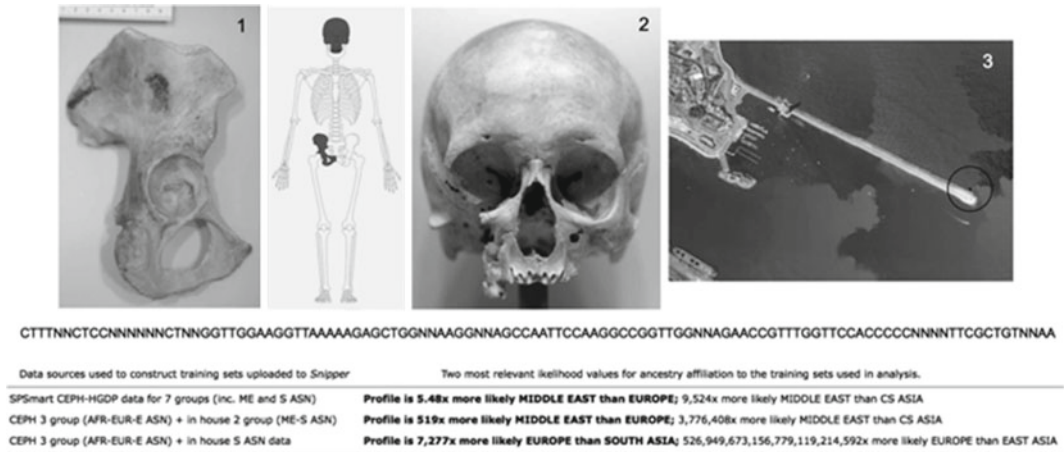 1
2
3
CTTTNNCTCCNNNNNNCTNNGGTTGGAAGGTTAAAAAGAGCTGGNNAAGGNNAGCCAATTCCAAGGCCGGTTGGNNAGAACCGTTTGGTTCCACCCCCNNNNTTCGCTGTNNAA
Data sources used to construct training sets uploaded to Snipper
Two most relevant ikelihood values for ancestry affiliation to the training sets used in analysis.
SPSmart CEPH-HGDP data for 7 groups (inc. ME and S ASN)
Profile is 5.48x more likely MIDDLE EAST than EUROPE; 9,524x more likely MIDDLE EAST than CS ASIA
CEPH 3 group (AFR-EUR-E ASN) + in house 2 group (ME-S ASN)
Profile is 519x more likely MIDDLE EAST than EUROPE; 3,776,408x more likely MIDDLE EAST than CS ASIA
CEPH 3 group (AFR-EUR-E ASN) + in house S ASN data
Profile is 7,277x more likely EUROPE than SOUTH ASIA; 526,949,673,156,779,119,214,592x more likely EUROPE than EAST ASIA